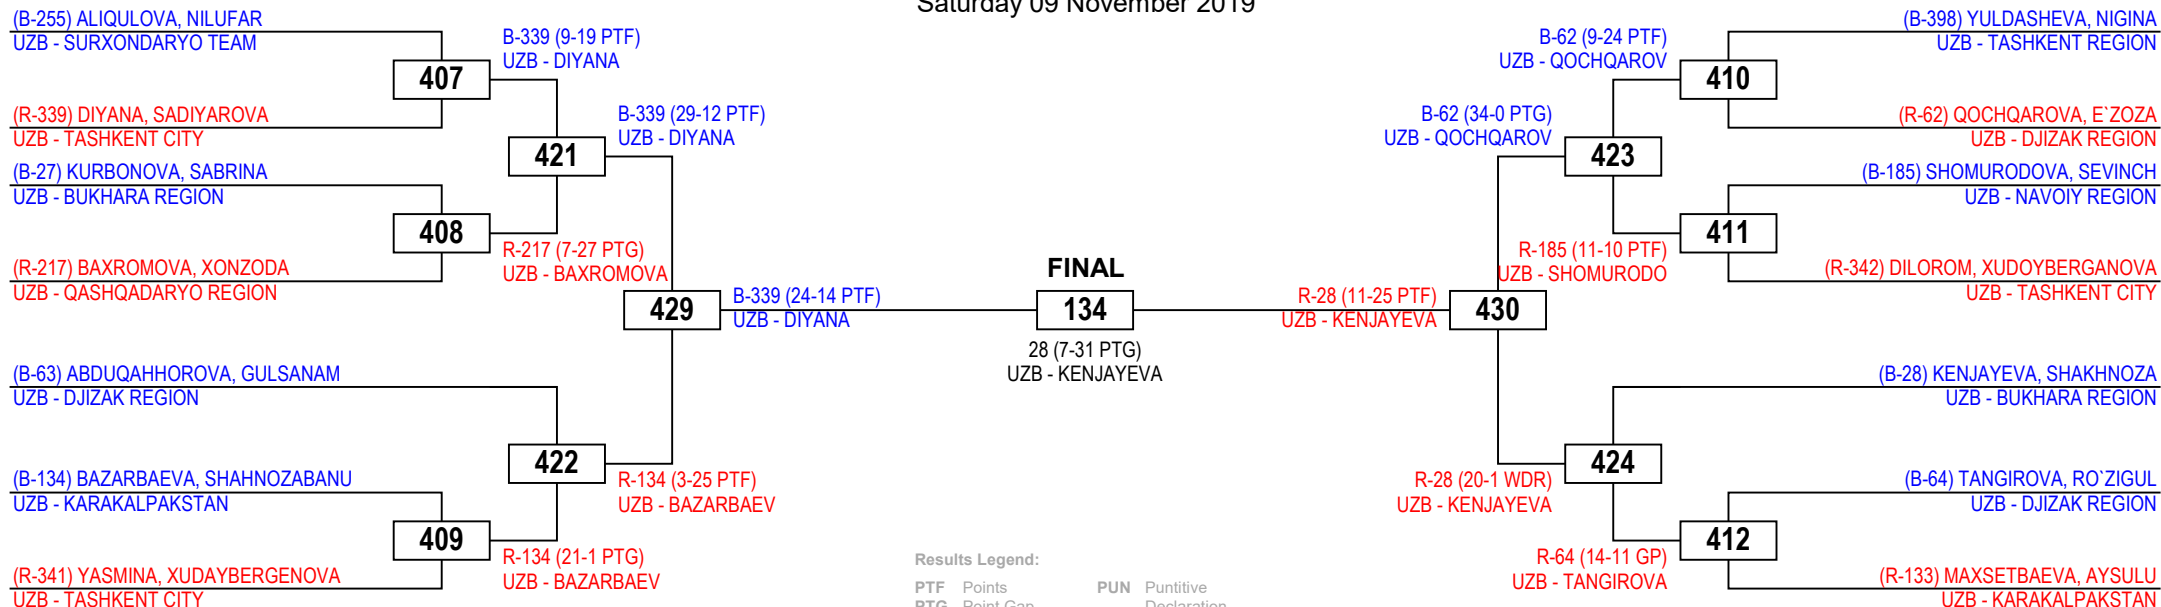 Saturday 09 November 2019
(B-255) ALIQULOVA, NILUFAR
UZB - SURXONDARYO TEAM
407
(R-339) DIYANA, SADIYAROVA
UZB - TASHKENT CITY
B-339 (9-19 PTF)
UZB - DIYANA
(B-27) KURBONOVA, SABRINA
UZB - BUKHARA REGION
408
(R-217) BAXROMOVA, XONZODA
UZB - QASHQADARYO REGION
R-217 (7-27 PTG)
UZB - BAXROMOVA
421
B-339 (29-12 PTF)
UZB - DIYANA
(B-63) ABDUQAHHOROVA, GULSANAM
UZB - DJIZAK REGION
(B-134) BAZARBAEVA, SHAHNOZABANU
UZB - KARAKALPAKSTAN
409
(R-341) YASMINA, XUDAYBERGENOVA
UZB - TASHKENT CITY
R-134 (21-1 PTG)
UZB - BAZARBAEV
422
R-134 (3-25 PTF)
UZB - BAZARBAEV
429
B-339 (24-14 PTF)
UZB - DIYANA
FINAL
134
28 (7-31 PTG)
UZB - KENJAYEVA
R-28 (11-25 PTF)
UZB - KENJAYEVA
430
B-62 (34-0 PTG)
UZB - QOCHQAROV
423
B-62 (9-24 PTF)
UZB - QOCHQAROV
410
(B-398) YULDASHEVA, NIGINA
UZB - TASHKENT REGION
(R-62) QOCHQAROVA, E`ZOZA
UZB - DJIZAK REGION
(B-185) SHOMURODOVA, SEVINCH
UZB - NAVOIY REGION
411
R-185 (11-10 PTF)
UZB - SHOMURODO
(R-342) DILOROM, XUDOYBERGANOVA
UZB - TASHKENT CITY
(B-28) KENJAYEVA, SHAKHNOZA
UZB - BUKHARA REGION
424
R-28 (20-1 WDR)
UZB - KENJAYEVA
(B-64) TANGIROVA, RO`ZIGUL
UZB - DJIZAK REGION
412
R-64 (14-11 GP)
UZB - TANGIROVA
(R-133) MAXSETBAEVA, AYSULU
UZB - KARAKALPAKSTAN
Results Legend:
PTF Points PUN Puntitive
PTG Point Gap Declaration